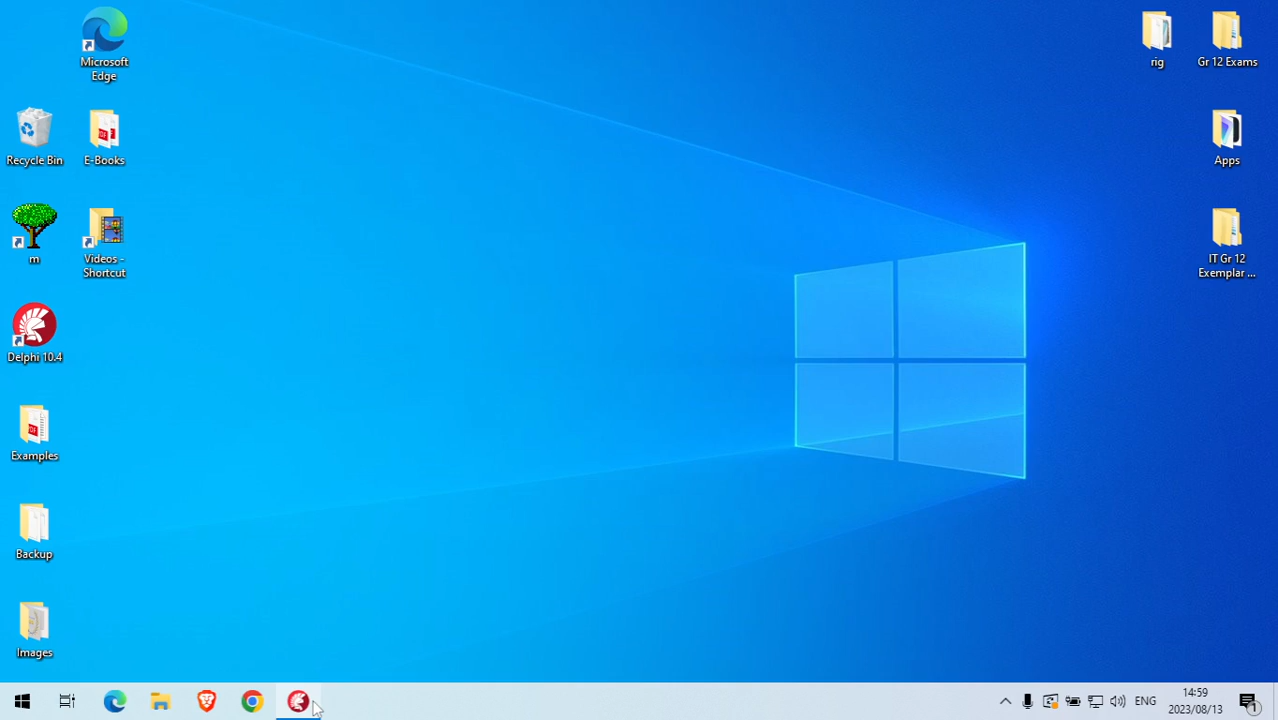 Microsoft
Edge
rig
Gr 12 Exams
Recycle Bin
E-Books
Apps
m
Videos -
Shortcut
IT Gr 12
Exemplar ...
Delphi 10.4
Examples
Backup
Images
ENG
14:59
2023/08/13
1